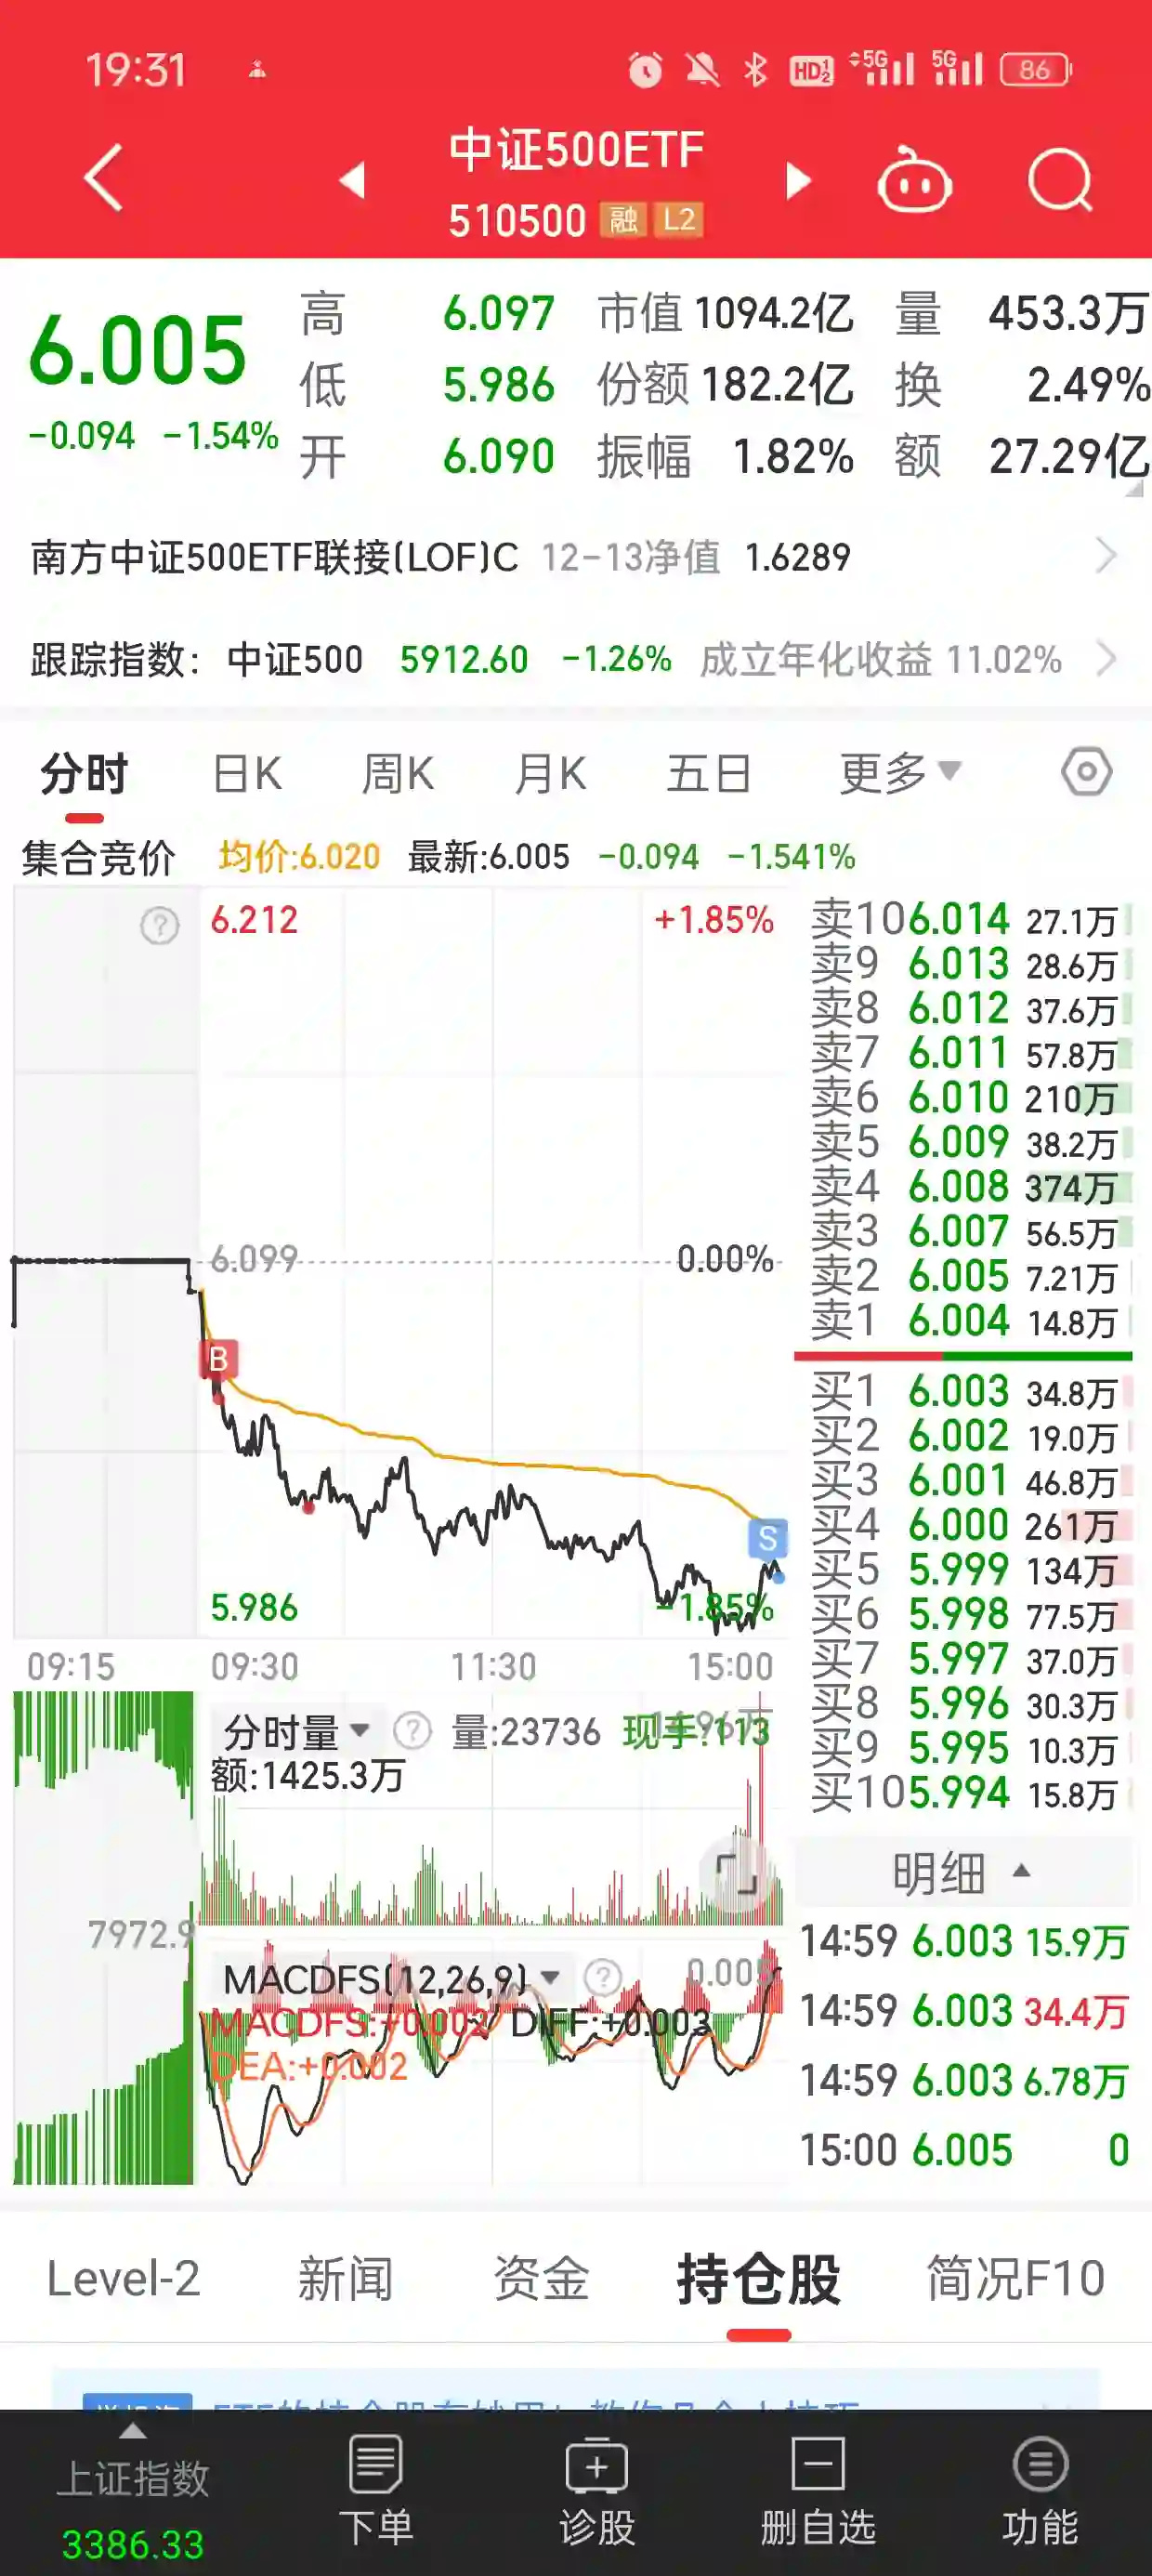 19:31 HD 1 2 5G 5G 86
中证500ETF
510500 融 L2
6.005
-0.094 -1.54%
高 6.097 市值 1094.2亿 量 453.3万
低 5.986 份额 182.2亿 换 2.49%
开 6.090 振幅 1.82% 额 27.29亿
南方中证500ETF联接(LOF)C 12-13净值 1.6289
跟踪指数: 中证500 5912.60 -1.26% 成立年化收益 11.02%
分时 日K 周K 月K 五日 更多
集合竞价 均价:6.020 最新:6.005 -0.094 -1.541%
6.212 +1.85%
6.099 0.00%
B
S
5.986 -1.85%
09:15 09:30 11:30 15:00
分时量 ? 量:23736 现手:113
额:1425.3万
7972.9
MACDFS(12,26,9) ? 0.005
MACDFS:+0.002 DIFF:+0.003
DEA:+0.002
卖10 6.014 27.1万
卖9 6.013 28.6万
卖8 6.012 37.6万
卖7 6.011 57.8万
卖6 6.010 210万
卖5 6.009 38.2万
卖4 6.008 374万
卖3 6.007 56.5万
卖2 6.005 7.21万
卖1 6.004 14.8万
买1 6.003 34.8万
买2 6.002 19.0万
买3 6.001 46.8万
买4 6.000 261万
买5 5.999 134万
买6 5.998 77.5万
买7 5.997 37.0万
买8 5.996 30.3万
买9 5.995 10.3万
买10 5.994 15.8万
明细
14:59 6.003 15.9万
14:59 6.003 34.4万
14:59 6.003 6.78万
15:00 6.005 0
Level-2 新闻 资金 持仓股 简况F10
上证指数 下单 诊股 删自选 功能
3386.33